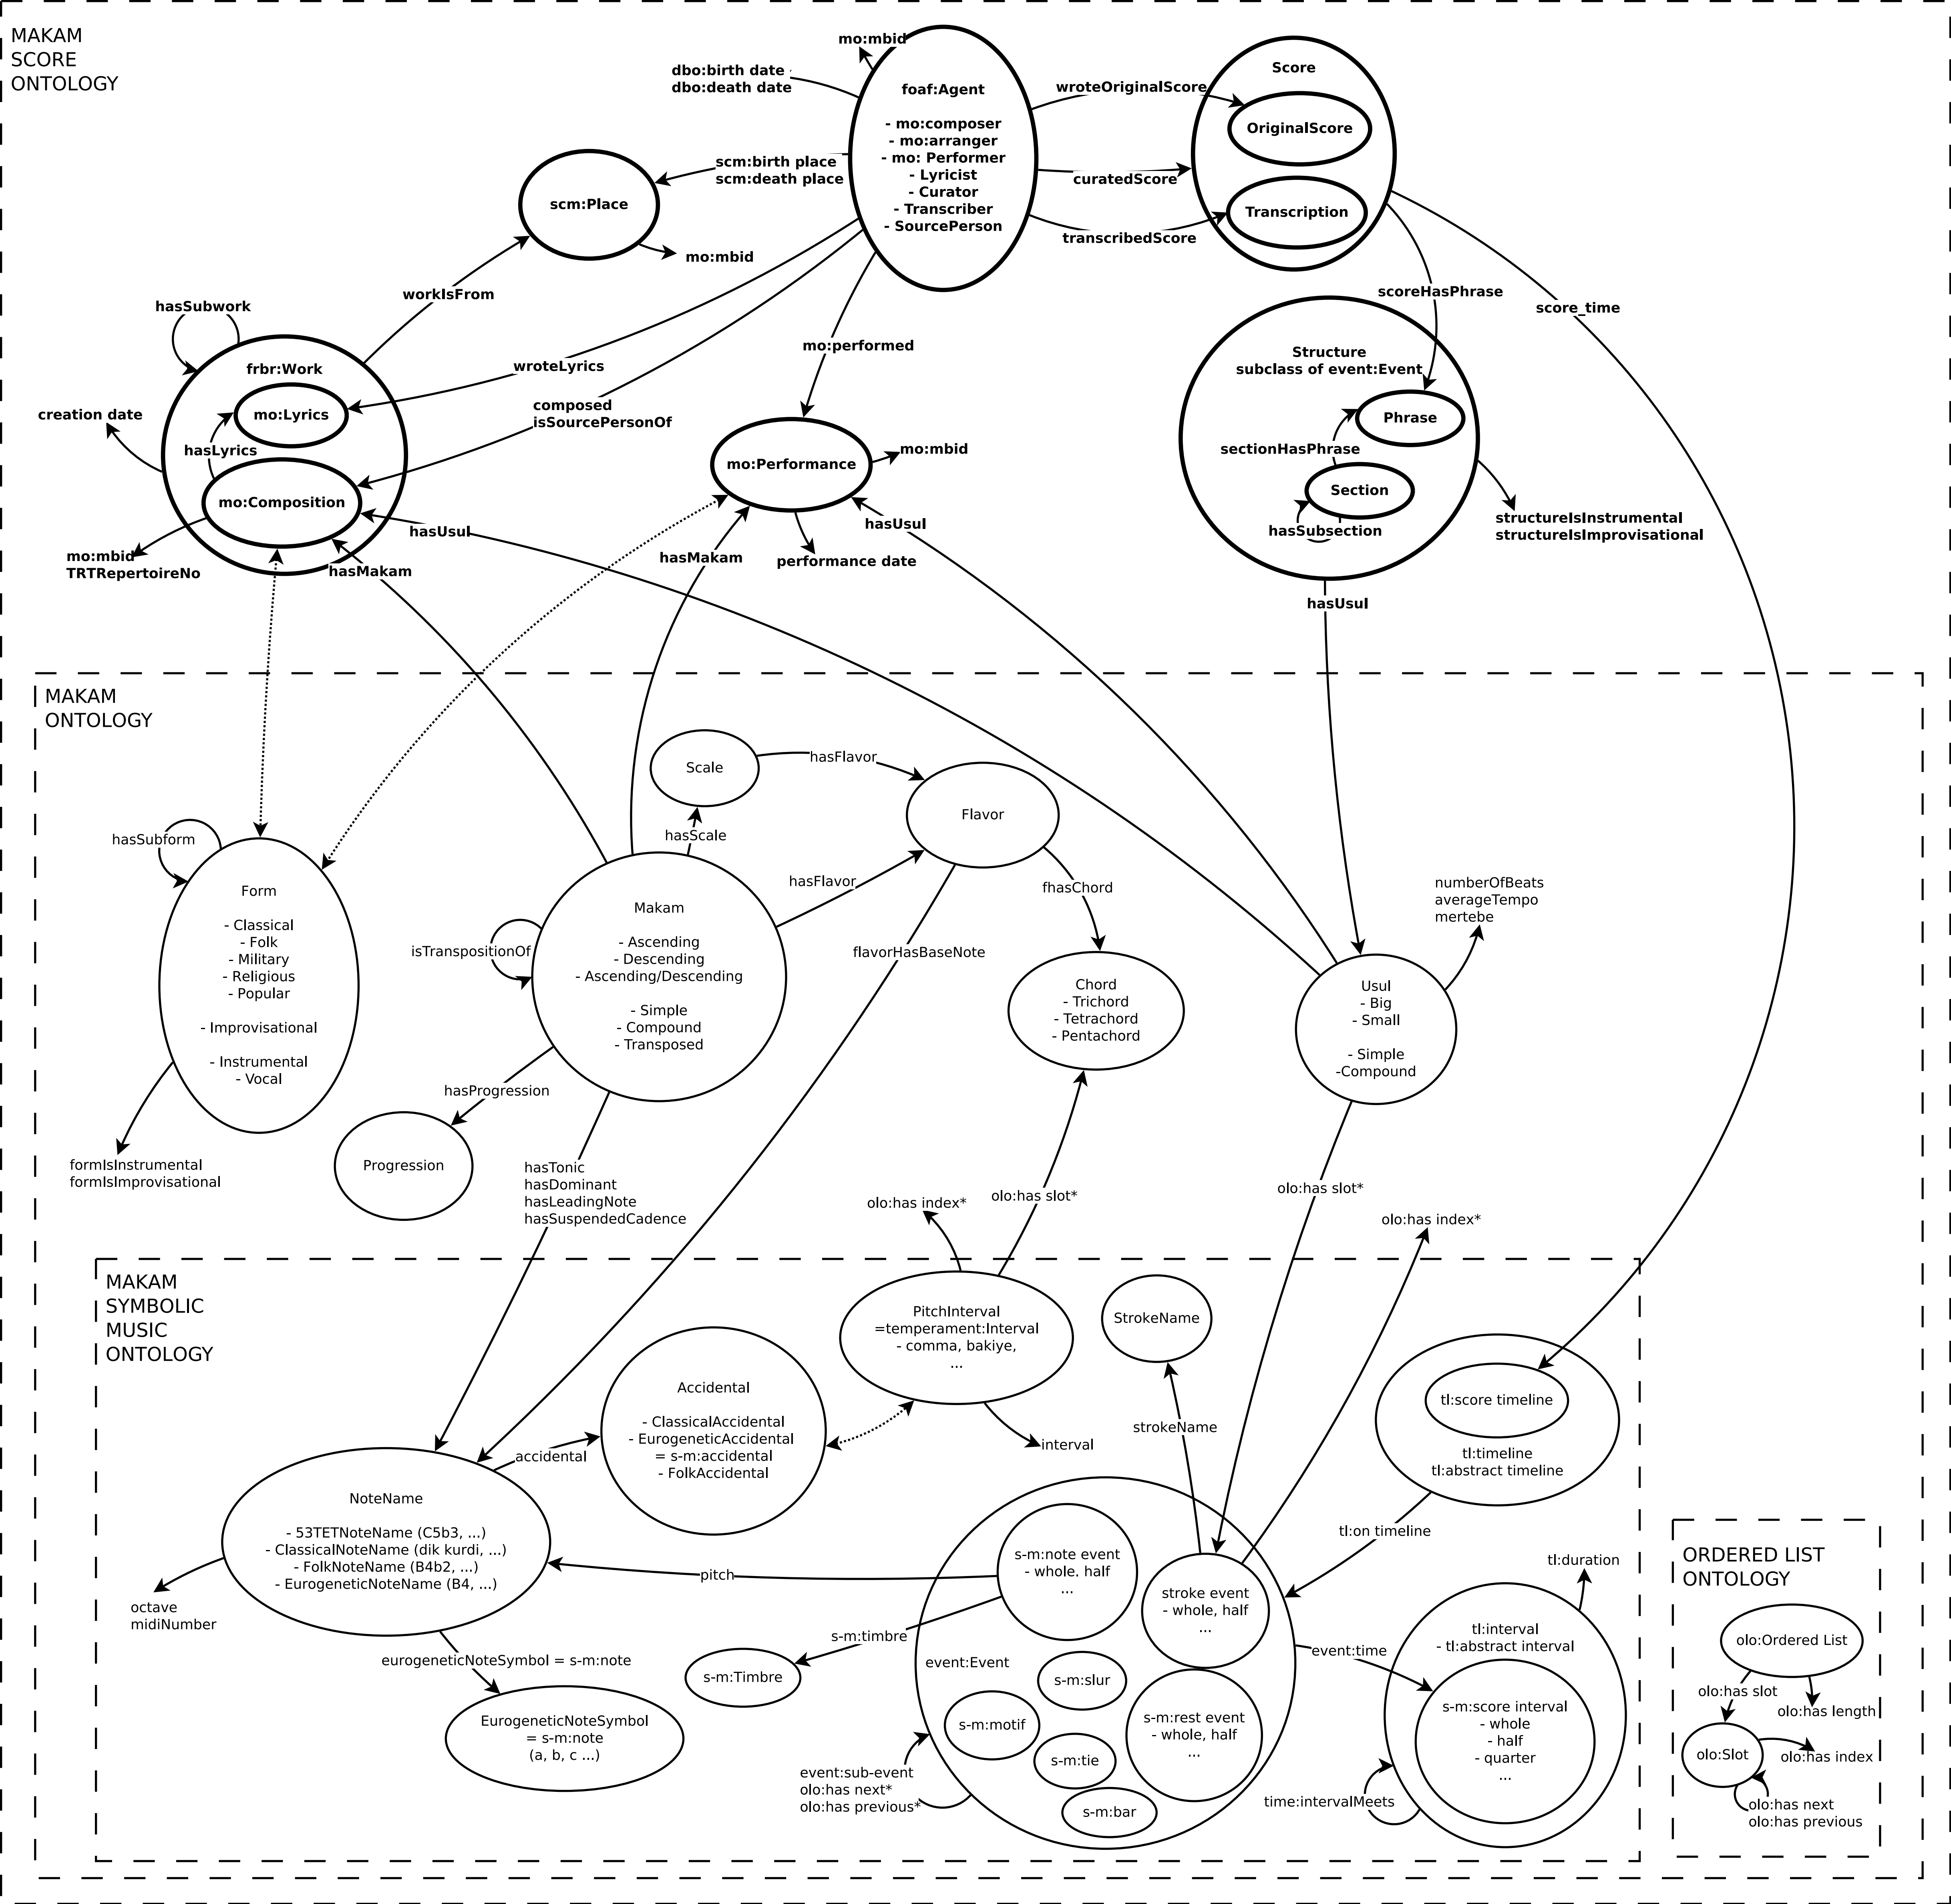 MAKAM
SCORE
ONTOLOGY
mo:mbid
dbo:birth date
dbo:death date
foaf:Agent
- mo:composer
- mo:arranger
- mo: Performer
- Lyricist
- Curator
- Transcriber
- SourcePerson
wroteOriginalScore
Score
OriginalScore
Transcription
curatedScore
transcribedScore
scm:birth place
scm:death place
scm:Place
mo:mbid
workIsFrom
hasSubwork
frbr:Work
mo:Lyrics
hasLyrics
mo:Composition
creation date
mo:mbid
TRTRepertoireNo
wroteLyrics
composed
isSourcePersonOf
mo:performed
mo:Performance
mo:mbid
performance date
hasUsul
hasMakam
hasMakam
hasUsul
scoreHasPhrase
score_time
Structure
subclass of event:Event
Phrase
sectionHasPhrase
Section
hasSubsection
structureIsInstrumental
structureIsImprovisational
hasUsul
MAKAM
ONTOLOGY
Scale
hasFlavor
Flavor
hasScale
hasFlavor
hasSubform
Form
- Classical
- Folk
- Military
- Religious
- Popular
- Improvisational
- Instrumental
- Vocal
formIsInstrumental
formIsImprovisational
isTranspositionOf
Makam
- Ascending
- Descending
- Ascending/Descending
- Simple
- Compound
- Transposed
hasProgression
Progression
hasTonic
hasDominant
hasLeadingNote
hasSuspendedCadence
flavorHasBaseNote
fhasChord
Chord
- Trichord
- Tetrachord
- Pentachord
numberOfBeats
averageTempo
mertebe
Usul
- Big
- Small
- Simple
-Compound
olo:has index*
olo:has slot*
olo:has slot*
olo:has index*
MAKAM
SYMBOLIC
MUSIC
ONTOLOGY
PitchInterval
=temperament:Interval
- comma, bakiye,
...
StrokeName
strokeName
interval
Accidental
- ClassicalAccidental
- EurogeneticAccidental
= s-m:accidental
- FolkAccidental
accidental
NoteName
- 53TETNoteName (C5b3, ...)
- ClassicalNoteName (dik kurdi, ...)
- FolkNoteName (B4b2, ...)
- EurogeneticNoteName (B4, ...)
octave
midiNumber
pitch
eurogeneticNoteSymbol = s-m:note
EurogeneticNoteSymbol
= s-m:note
(a, b, c ...)
s-m:timbre
s-m:Timbre
s-m:note event
- whole. half
...
stroke event
- whole, half
...
event:Event
s-m:slur
s-m:motif
s-m:rest event
- whole, half
...
s-m:tie
s-m:bar
event:sub-event
olo:has next*
olo:has previous*
tl:score timeline
tl:timeline
tl:abstract timeline
tl:on timeline
tl:duration
event:time
tl:interval
- tl:abstract interval
s-m:score interval
- whole
- half
- quarter
...
time:intervalMeets
ORDERED LIST
ONTOLOGY
olo:Ordered List
olo:has slot
olo:has length
olo:Slot
olo:has index
olo:has next
olo:has previous